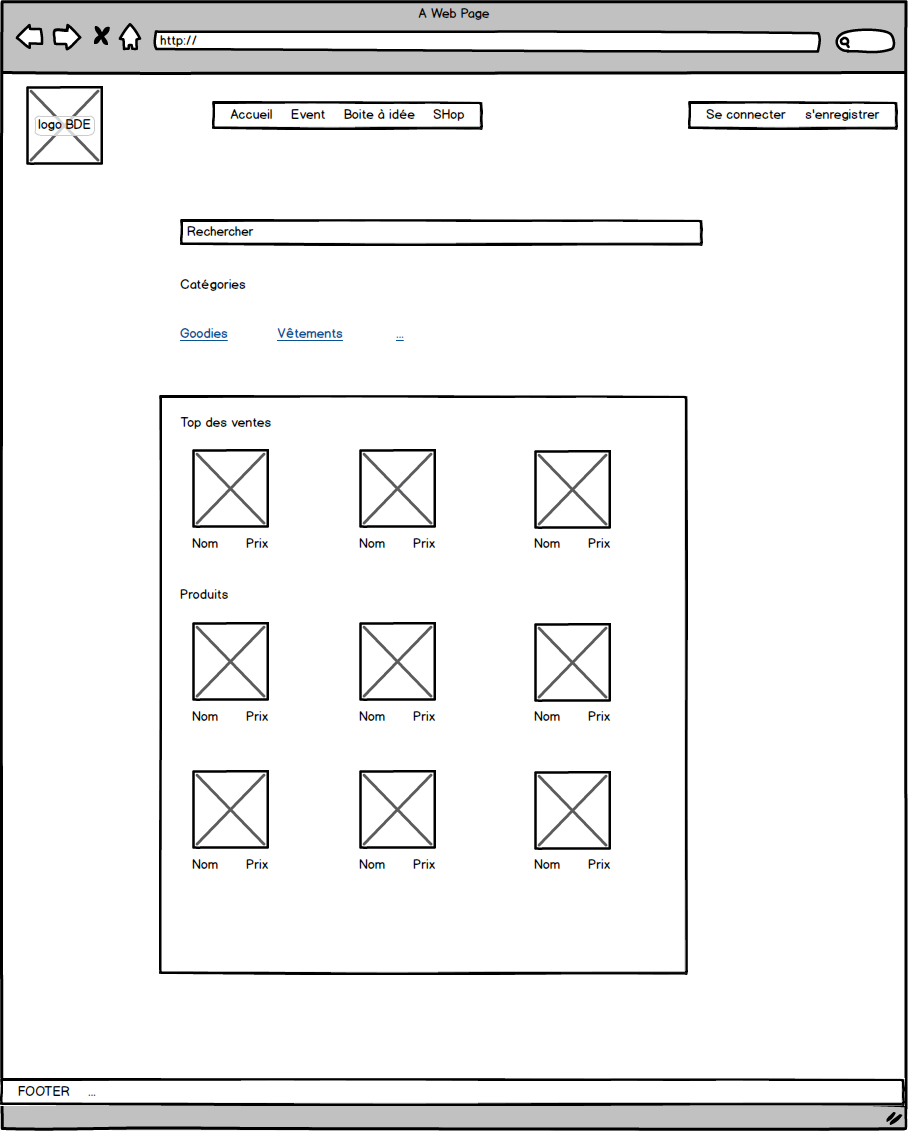 A Web Page
http://
logo BDE
Accueil Event Boite à idée SHop
Se connecter s'enregistrer
Rechercher
Catégories
Goodies Vêtements ...
Top des ventes
Nom Prix Nom Prix Nom Prix
Produits
Nom Prix Nom Prix Nom Prix
Nom Prix Nom Prix Nom Prix
FOOTER ...